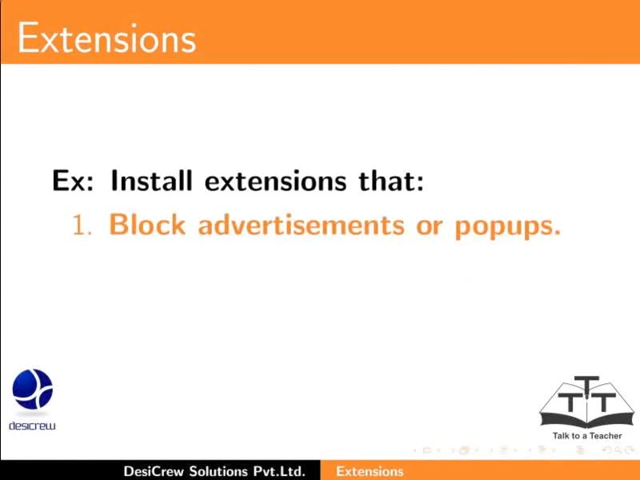 Extensions
Ex: Install extensions that:
1. Block advertisements or popups.
desicrew
TTT
Talk to a Teacher
DesiCrew Solutions Pvt.Ltd. Extensions